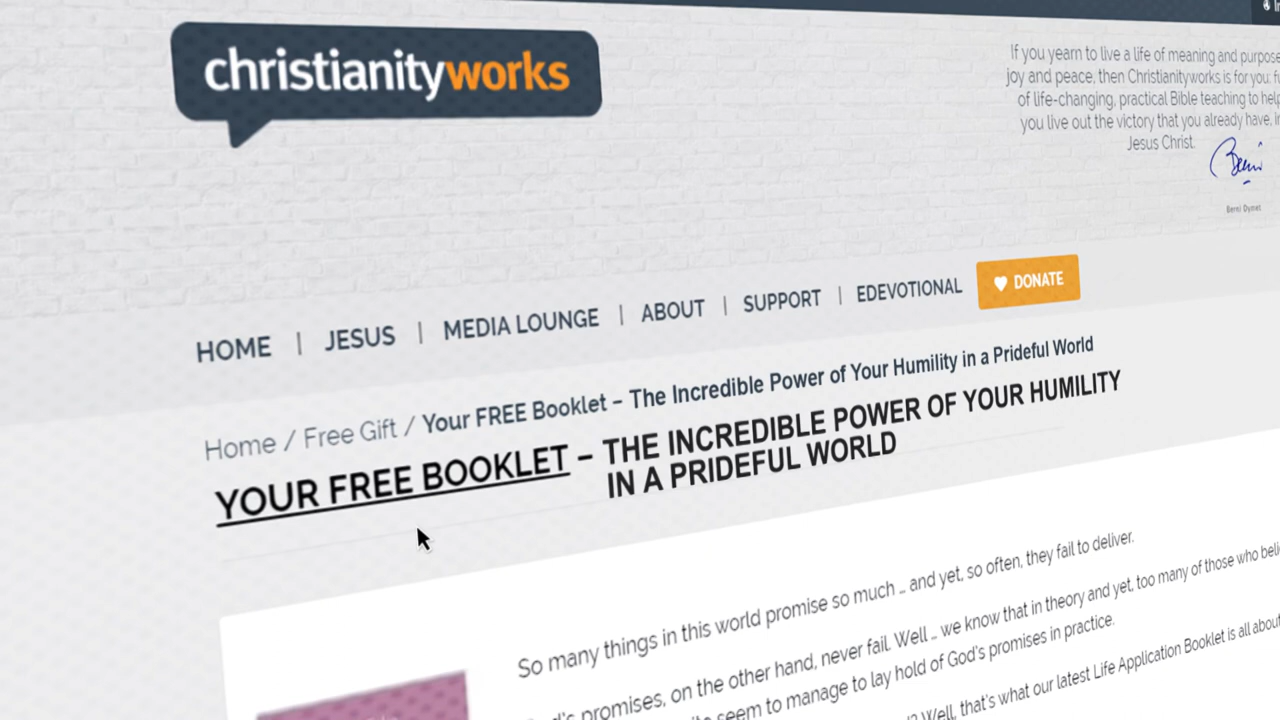 christianityworks
If you yearn to live a life of meaning and purpose
joy and peace, then Christianityworks is for you: fu
of life-changing, practical Bible teaching to help
you live out the victory that you already have, in
Jesus Christ.
Berni
Berni Dymet
HOME | JESUS | MEDIA LOUNGE | ABOUT | SUPPORT | EDEVOTIONAL DONATE
Home / Free Gift / Your FREE Booklet – The Incredible Power of Your Humility in a Prideful World
YOUR FREE BOOKLET – THE INCREDIBLE POWER OF YOUR HUMILITY
IN A PRIDEFUL WORLD
So many things in this world promise so much ... and yet, so often, they fail to deliver.
promises, on the other hand, never fail. Well ... we know that in theory and yet, too many of those who beli
seem to manage to lay hold of God's promises in practice.
Well, that's what our latest Life Application Booklet is all about